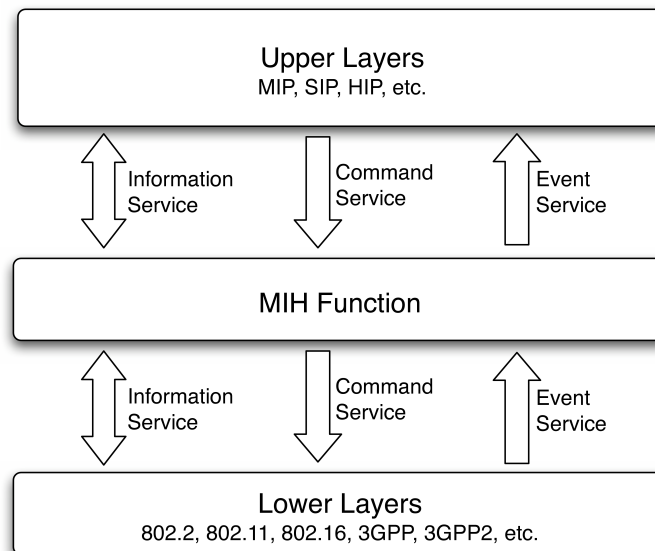 Upper Layers
MIP, SIP, HIP, etc.
Information
Service
Command
Service
Event
Service
MIH Function
Information
Service
Command
Service
Event
Service
Lower Layers
802.2, 802.11, 802.16, 3GPP, 3GPP2, etc.